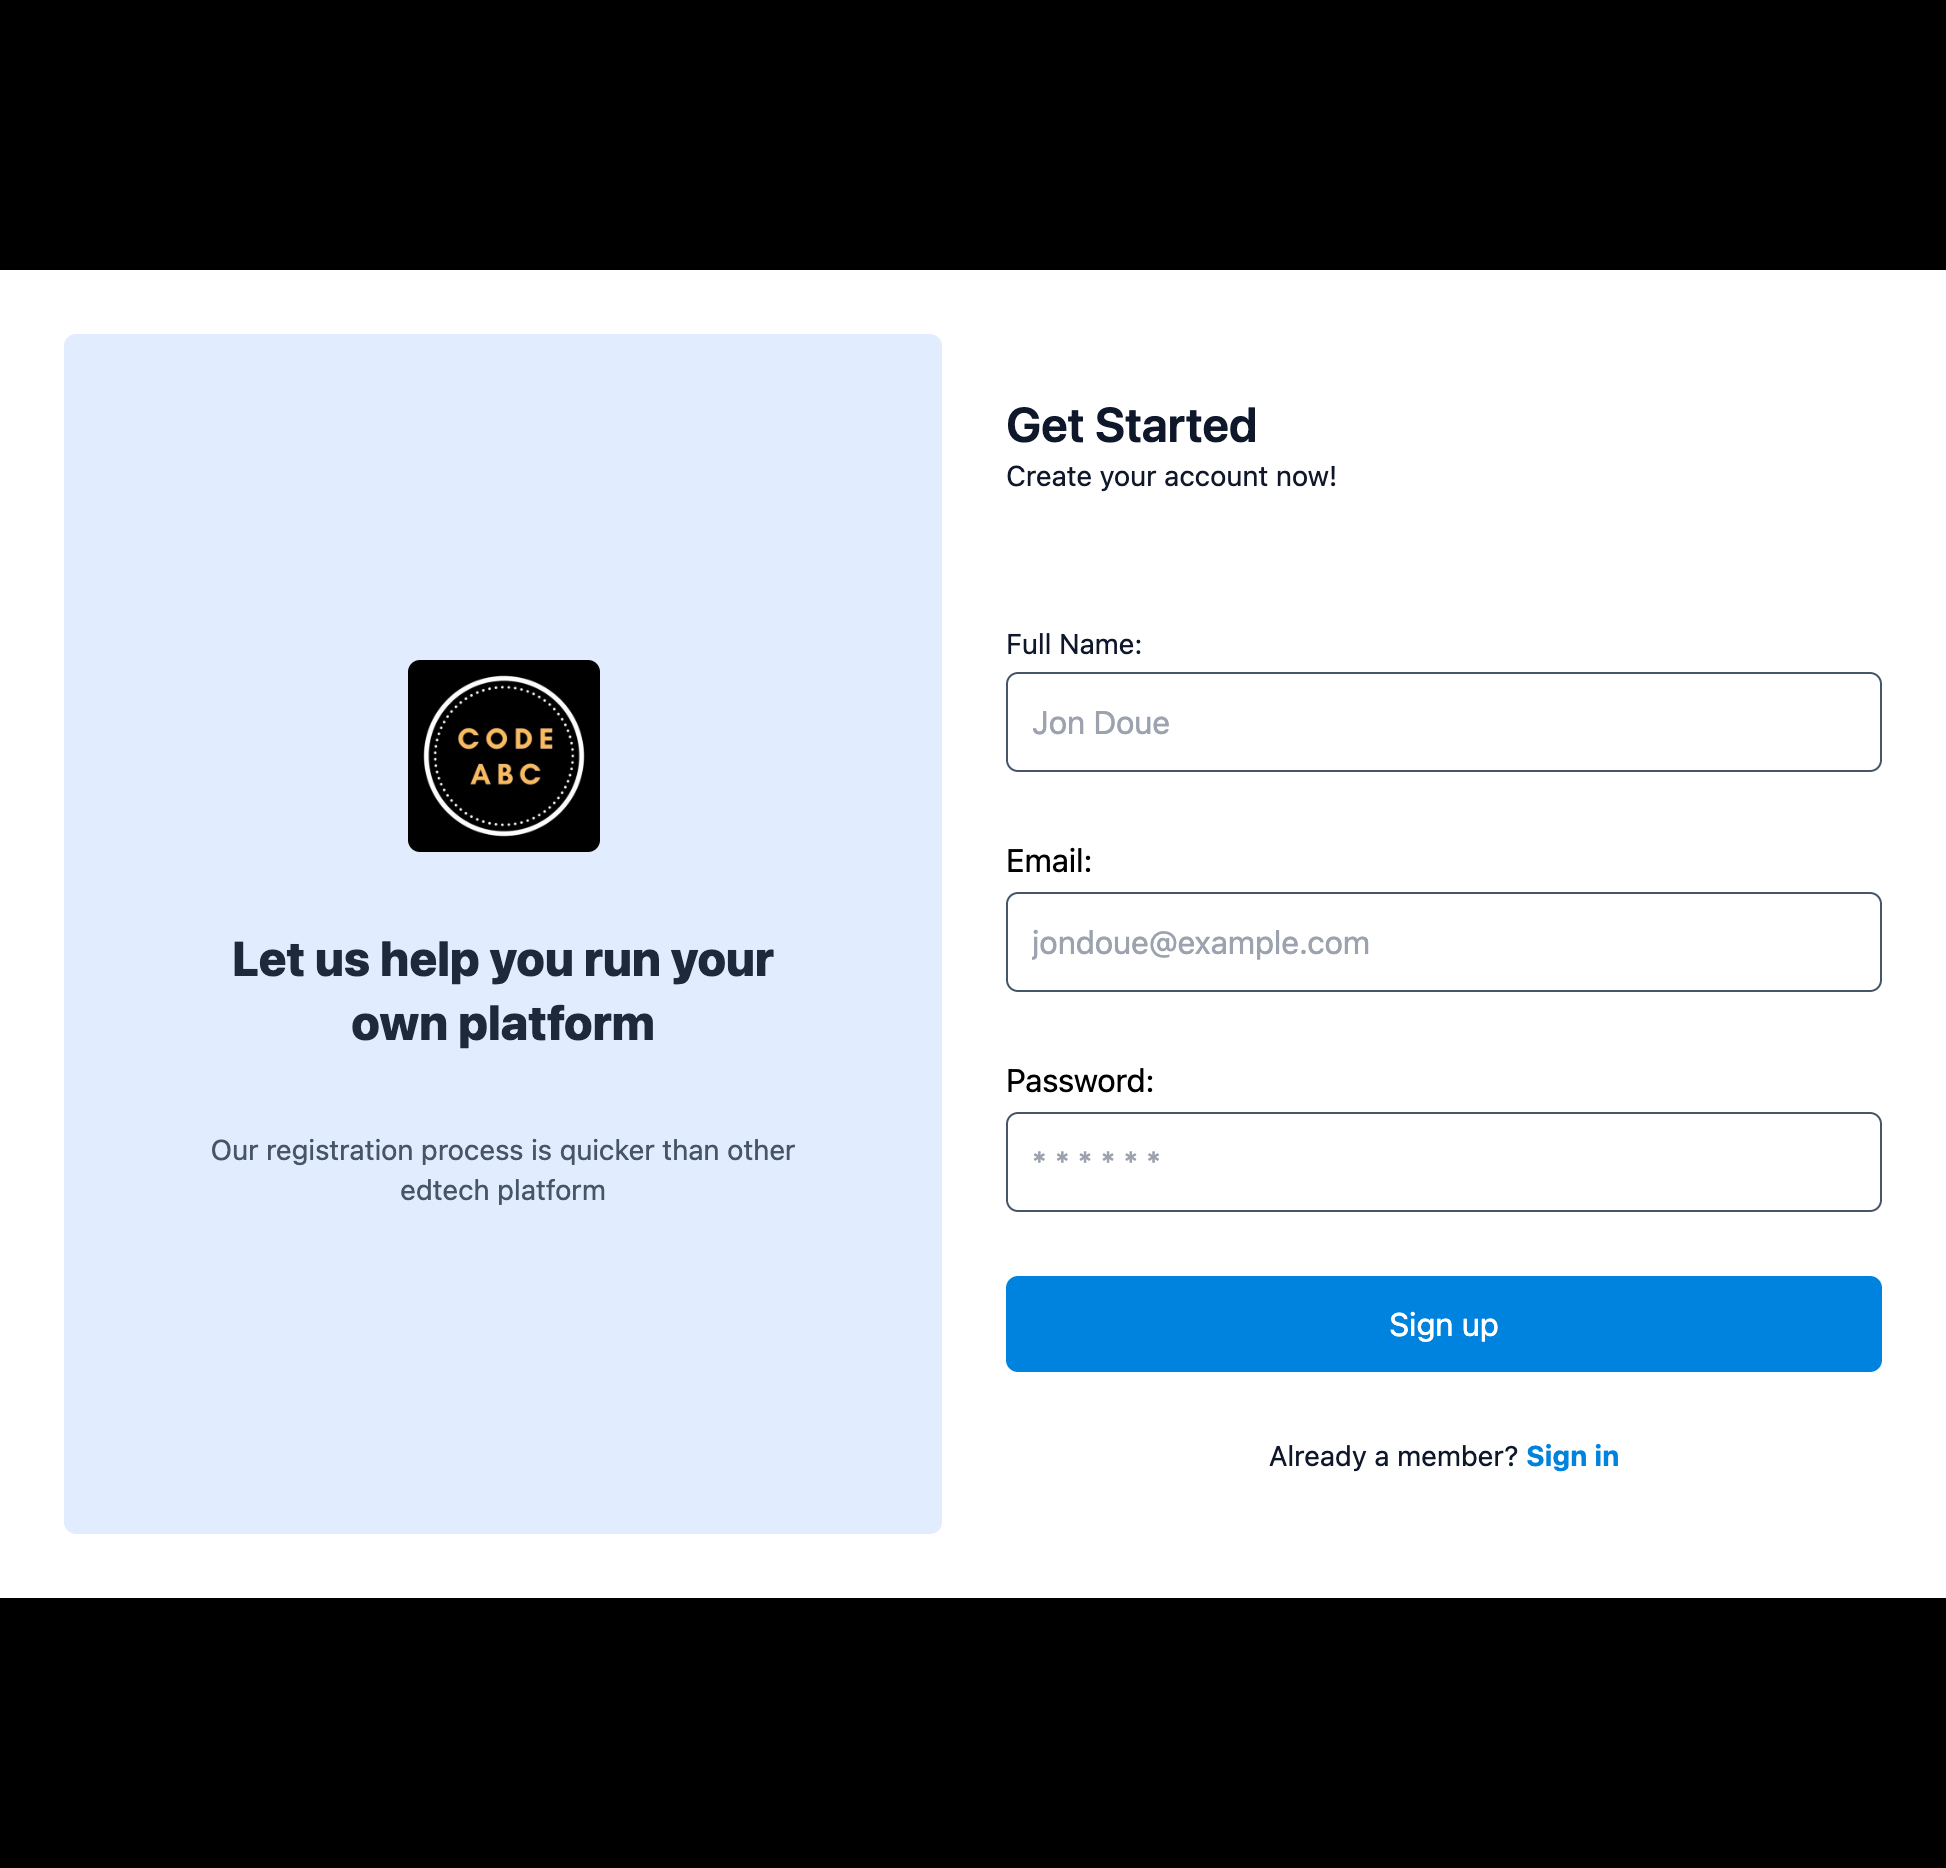 CODE
ABC
Let us help you run your
own platform
Our registration process is quicker than other
edtech platform
Get Started
Create your account now!
Full Name:
Jon Doue
Email:
jondoue@example.com
Password:
* * * * * *
Sign up
Already a member? Sign in